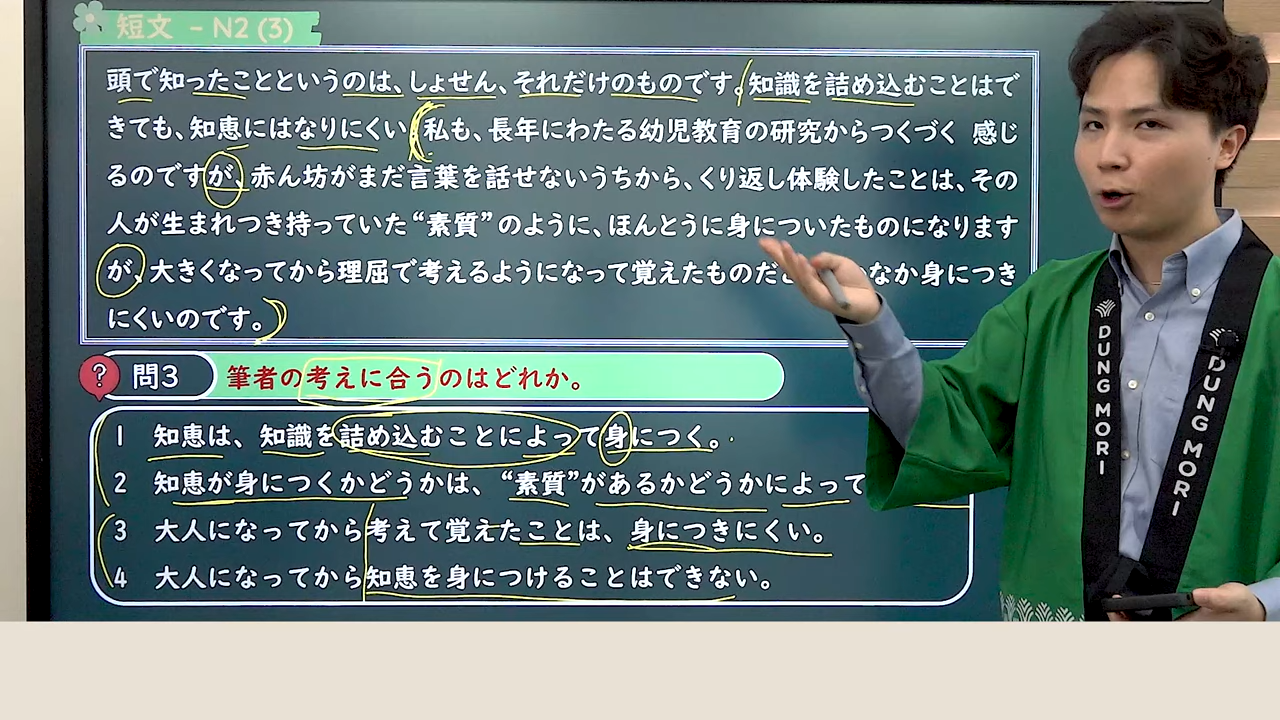 短文 - N2 (3)
頭で知ったことというのは、しょせん、それだけのものです。知識を詰め込むことはで
きても、知恵にはなりにくい。私も、長年にわたる幼児教育の研究からつくづく 感じ
るのですが、赤ん坊がまだ言葉を話せないうちから、くり返し体験したことは、その
人が生まれつき持っていた“素質”のように、ほんとうに身についたものになります
が、大きくなってから理屈で考えるようになって覚えたものだと なか身につき
にくいのです。
?
問3
筆者の考えに合うのはどれか。
1 知恵は、知識を詰め込むことによって身につく。
2 知恵が身につくかどうかは、“素質”があるかどうかによって
3 大人になってから考えて覚えたことは、身につきにくい。
4 大人になってから知恵を身につけることはできない。
DUNG MORI
DUNG MORI